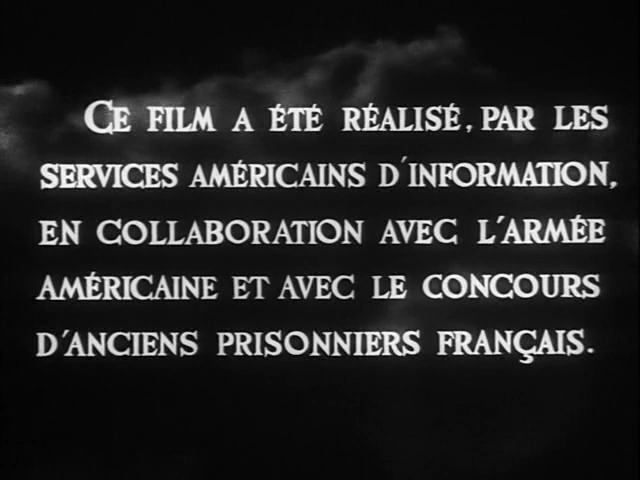 CE FILM A ÉTÉ RÉALISÉ, PAR LES
SERVICES AMÉRICAINS D'INFORMATION,
EN COLLABORATION AVEC L'ARMÉE
AMÉRICAINE ET AVEC LE CONCOURS
D'ANCIENS PRISONNIERS FRANÇAIS.